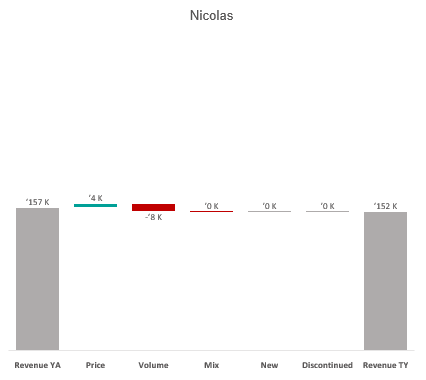 Nicolas
‘157 K
‘4 K
-‘8 K
‘0 K
‘0 K
‘0 K
‘152 K
Revenue YA
Price
Volume
Mix
New
Discontinued
Revenue TY